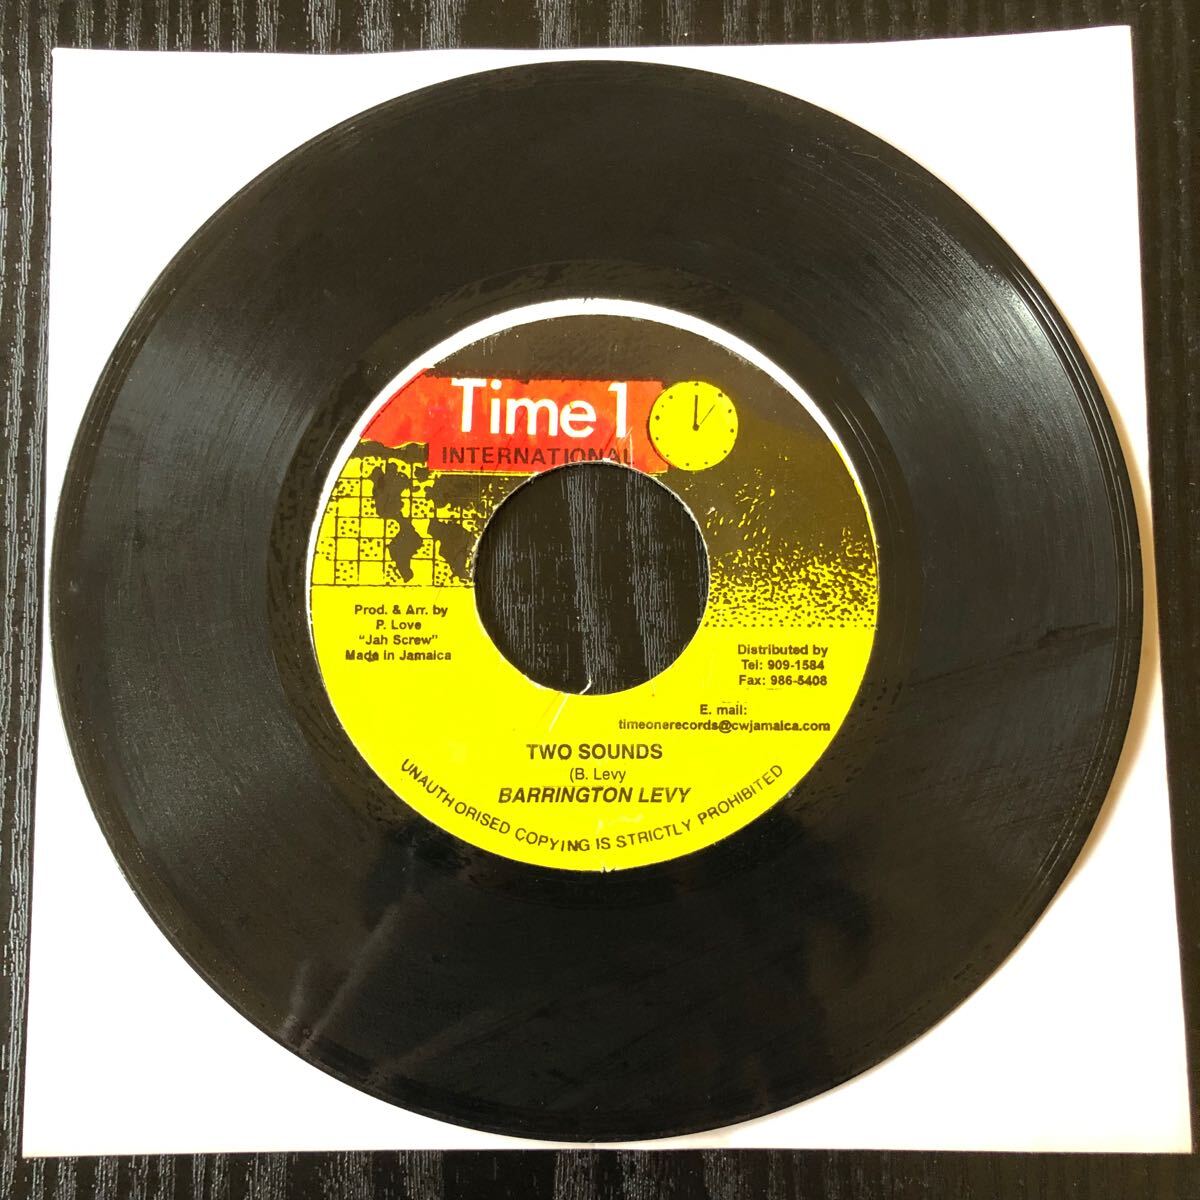 Time 1
INTERNATIONAL
Prod. & Arr. by
P. Love
"Jah Screw"
Made in Jamaica
Distributed by
Tel: 909-1584
Fax: 986-5408
E. mail:
timeonerecords@cwjamaica.com
TWO SOUNDS
(B. Levy
BARRINGTON LEVY
UNAUTHORISED COPYING IS STRICTLY PROHIBITED